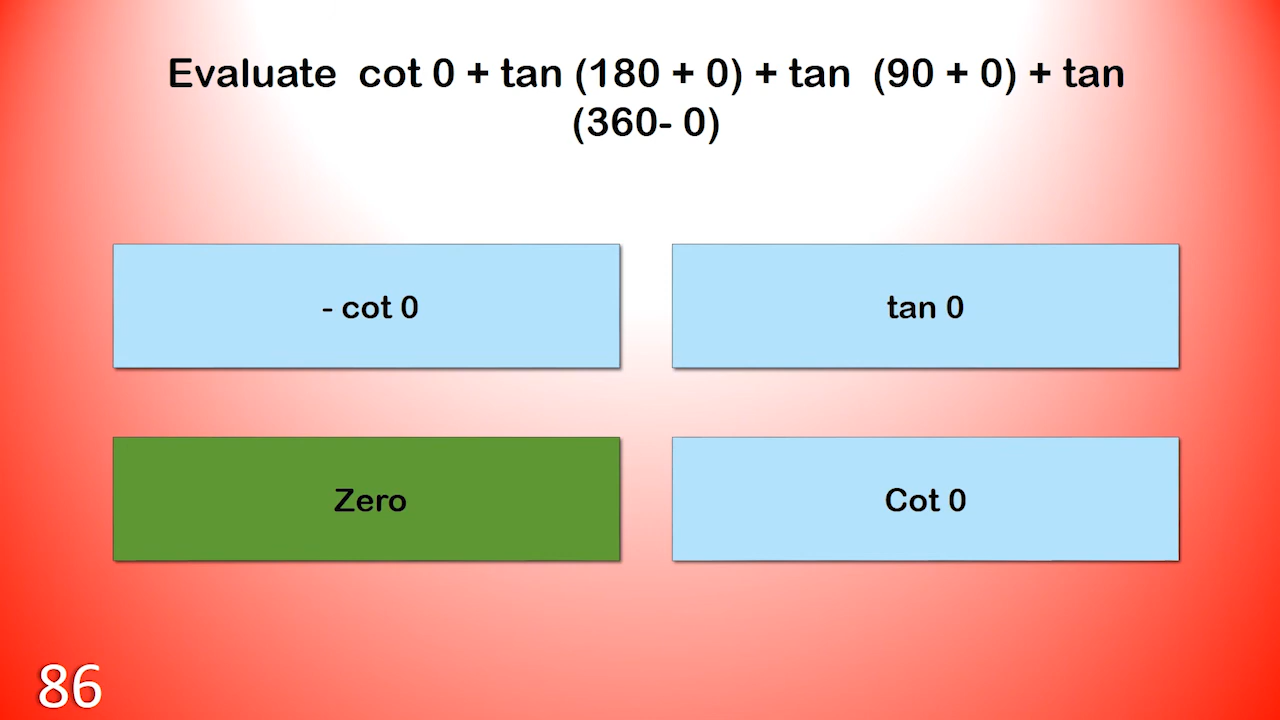 Evaluate cot 0 + tan (180 + 0) + tan (90 + 0) + tan
(360- 0)
- cot 0
tan 0
Zero
Cot 0
86